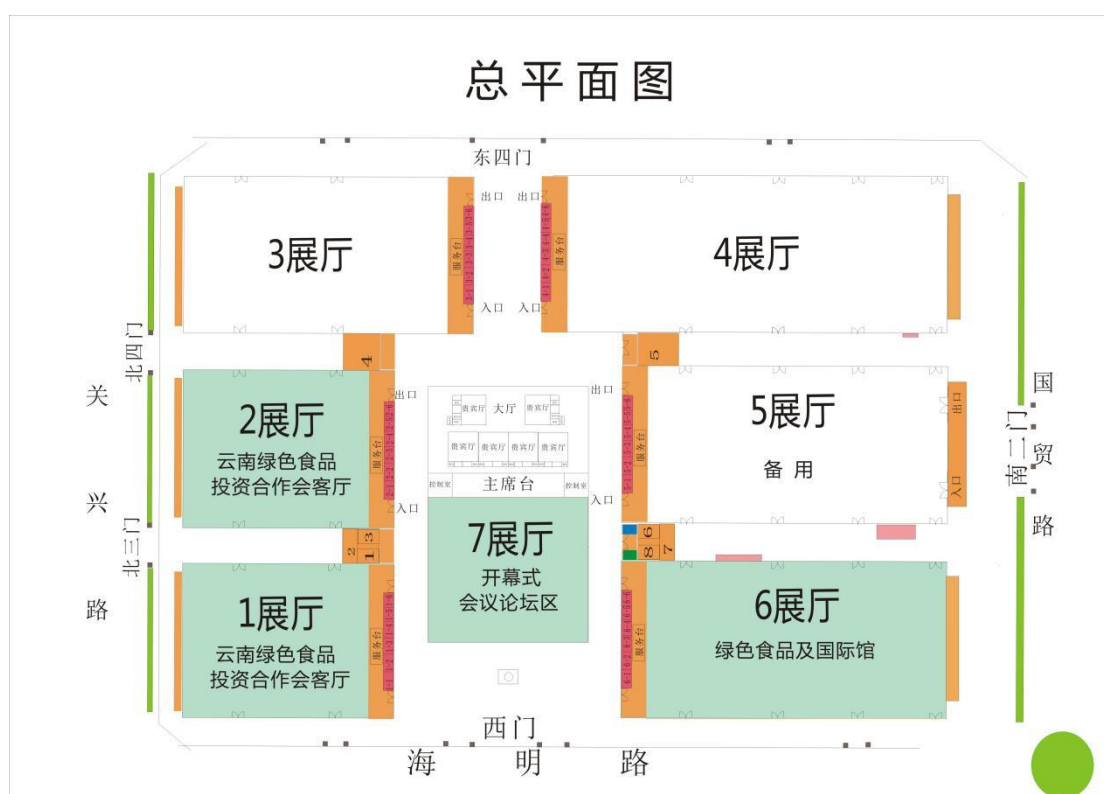 总平面图
东四门
出口 出口
3展厅
4展厅
服务台
服务台
入口 入口
北四门
4
5
关兴路
国贸路
2展厅
云南绿色食品
投资合作会客厅
服务台
出口
入口
贵宾厅 大厅 贵宾厅
贵宾厅 贵宾厅 贵宾厅 贵宾厅
控制室 主席台 控制室
出口
入口
服务台
5展厅
备 用
出口
入口
南二门
北三门
2 3
1
7展厅
开幕式
会议论坛区
6
8 7
1展厅
云南绿色食品
投资合作会客厅
服务台
服务台
6展厅
绿色食品及国际馆
西门
海明路